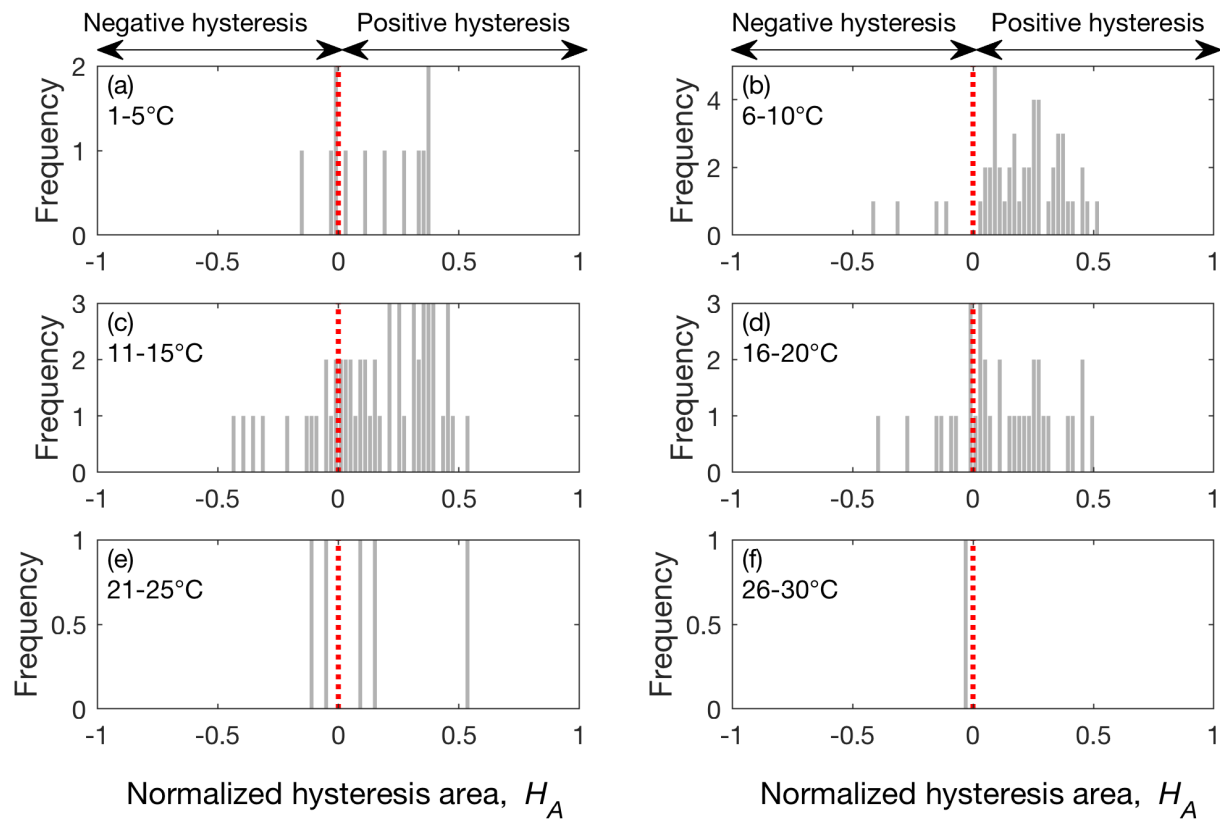 Negative hysteresis Positive hysteresis Negative hysteresis Positive hysteresis
(a)
1-5°C
Frequency
2
1
0
-1 -0.5 0 0.5 1
(b)
6-10°C
Frequency
4
2
0
-1 -0.5 0 0.5 1
(c)
11-15°C
Frequency
3
2
1
0
-1 -0.5 0 0.5 1
(d)
16-20°C
Frequency
3
2
1
0
-1 -0.5 0 0.5 1
(e)
21-25°C
Frequency
1
0.5
0
-1 -0.5 0 0.5 1
(f)
26-30°C
Frequency
1
0.5
0
-1 -0.5 0 0.5 1
Normalized hysteresis area, H_A
Normalized hysteresis area, H_A